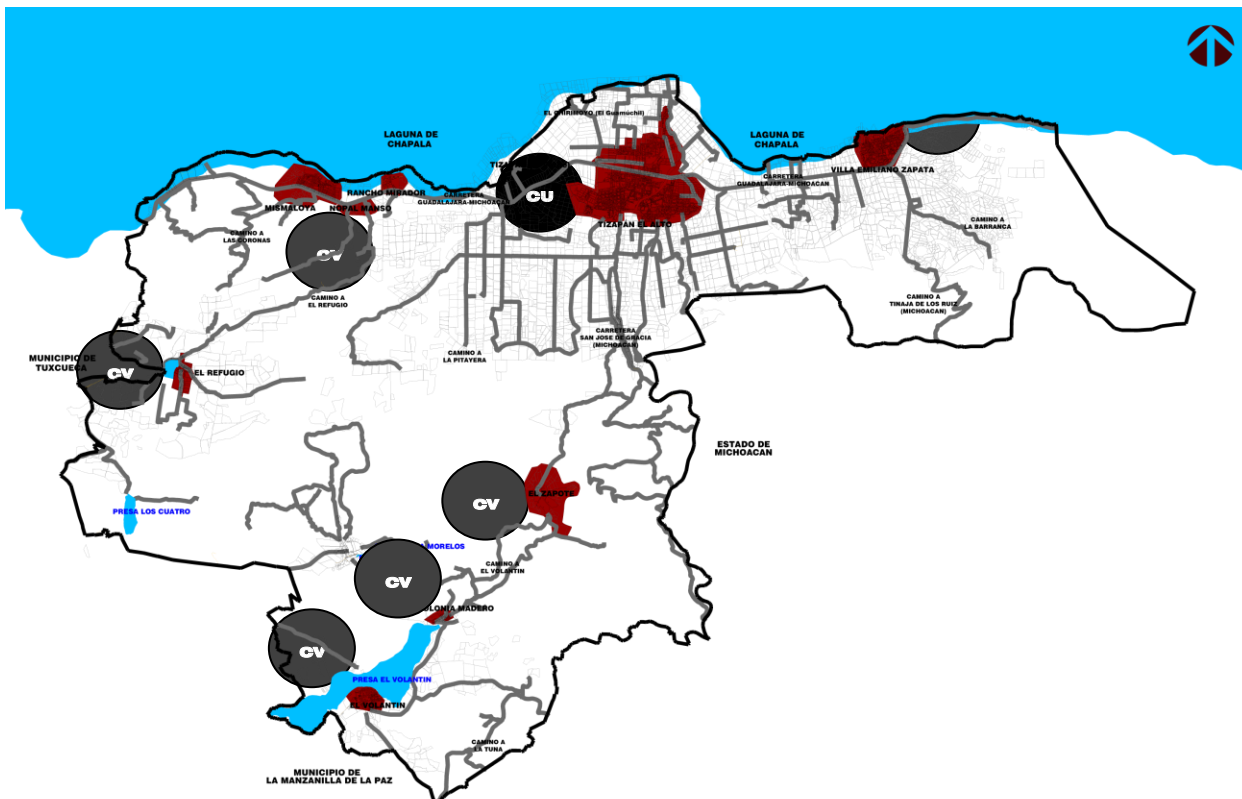 EL CHIRIMOYO (El Guamuchil)
LAGUNA DE
CHAPALA
LAGUNA DE
CHAPALA
VILLA EMILIANO ZAPATA
CARRETERA
GUADALAJARA-MICHOACAN
RANCHO MIRADOR
MISMALOYA
NOPAL MANSO
CARRETERA
GUADALAJARA-MICHOACAN
CU
TIZAPAN EL ALTO
CAMINO A
LA BARRANCA
CAMINO A
LAS CORONAS
CV
CAMINO A
EL REFUGIO
CAMINO A
TINAJA DE LOS RUIZ
(MICHOACAN)
CARRETERA
SAN JOSE DE GRACIA
(MICHOACAN)
CAMINO A
LA PITAYERA
MUNICIPIO DE
TUXCUECA
CV
EL REFUGIO
ESTADO DE
MICHOACAN
CV
EL ZAPOTE
PRESA LOS CUATRO
MORELOS
CAMINO A
EL VOLANTIN
CV
OLONIA MADERO
CV
PRESA EL VOLANTIN
EL VOLANTIN
CAMINO A
LA TUNA
MUNICIPIO DE
LA MANZANILLA DE LA PAZ